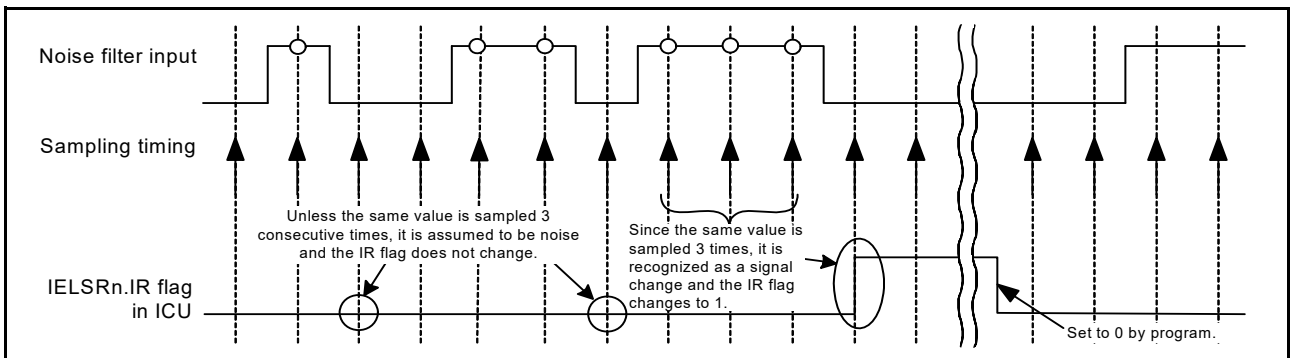 Noise filter input
Sampling timing
Unless the same value is sampled 3
consecutive times, it is assumed to be noise
and the IR flag does not change.
Since the same value is
sampled 3 times, it is
recognized as a signal
change and the IR flag
changes to 1.
IELSRn.IR flag
in ICU
Set to 0 by program.